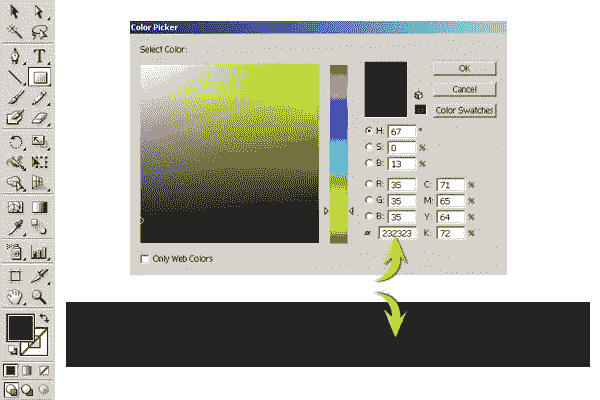 Color Picker
Select Color:
OK
Cancel
Color Swatches
H: 67 °
S: 0 %
B: 13 %
R: 35 C: 71 %
G: 35 M: 65 %
B: 35 Y: 64 %
# 232323 K: 72 %
Only Web Colors
T